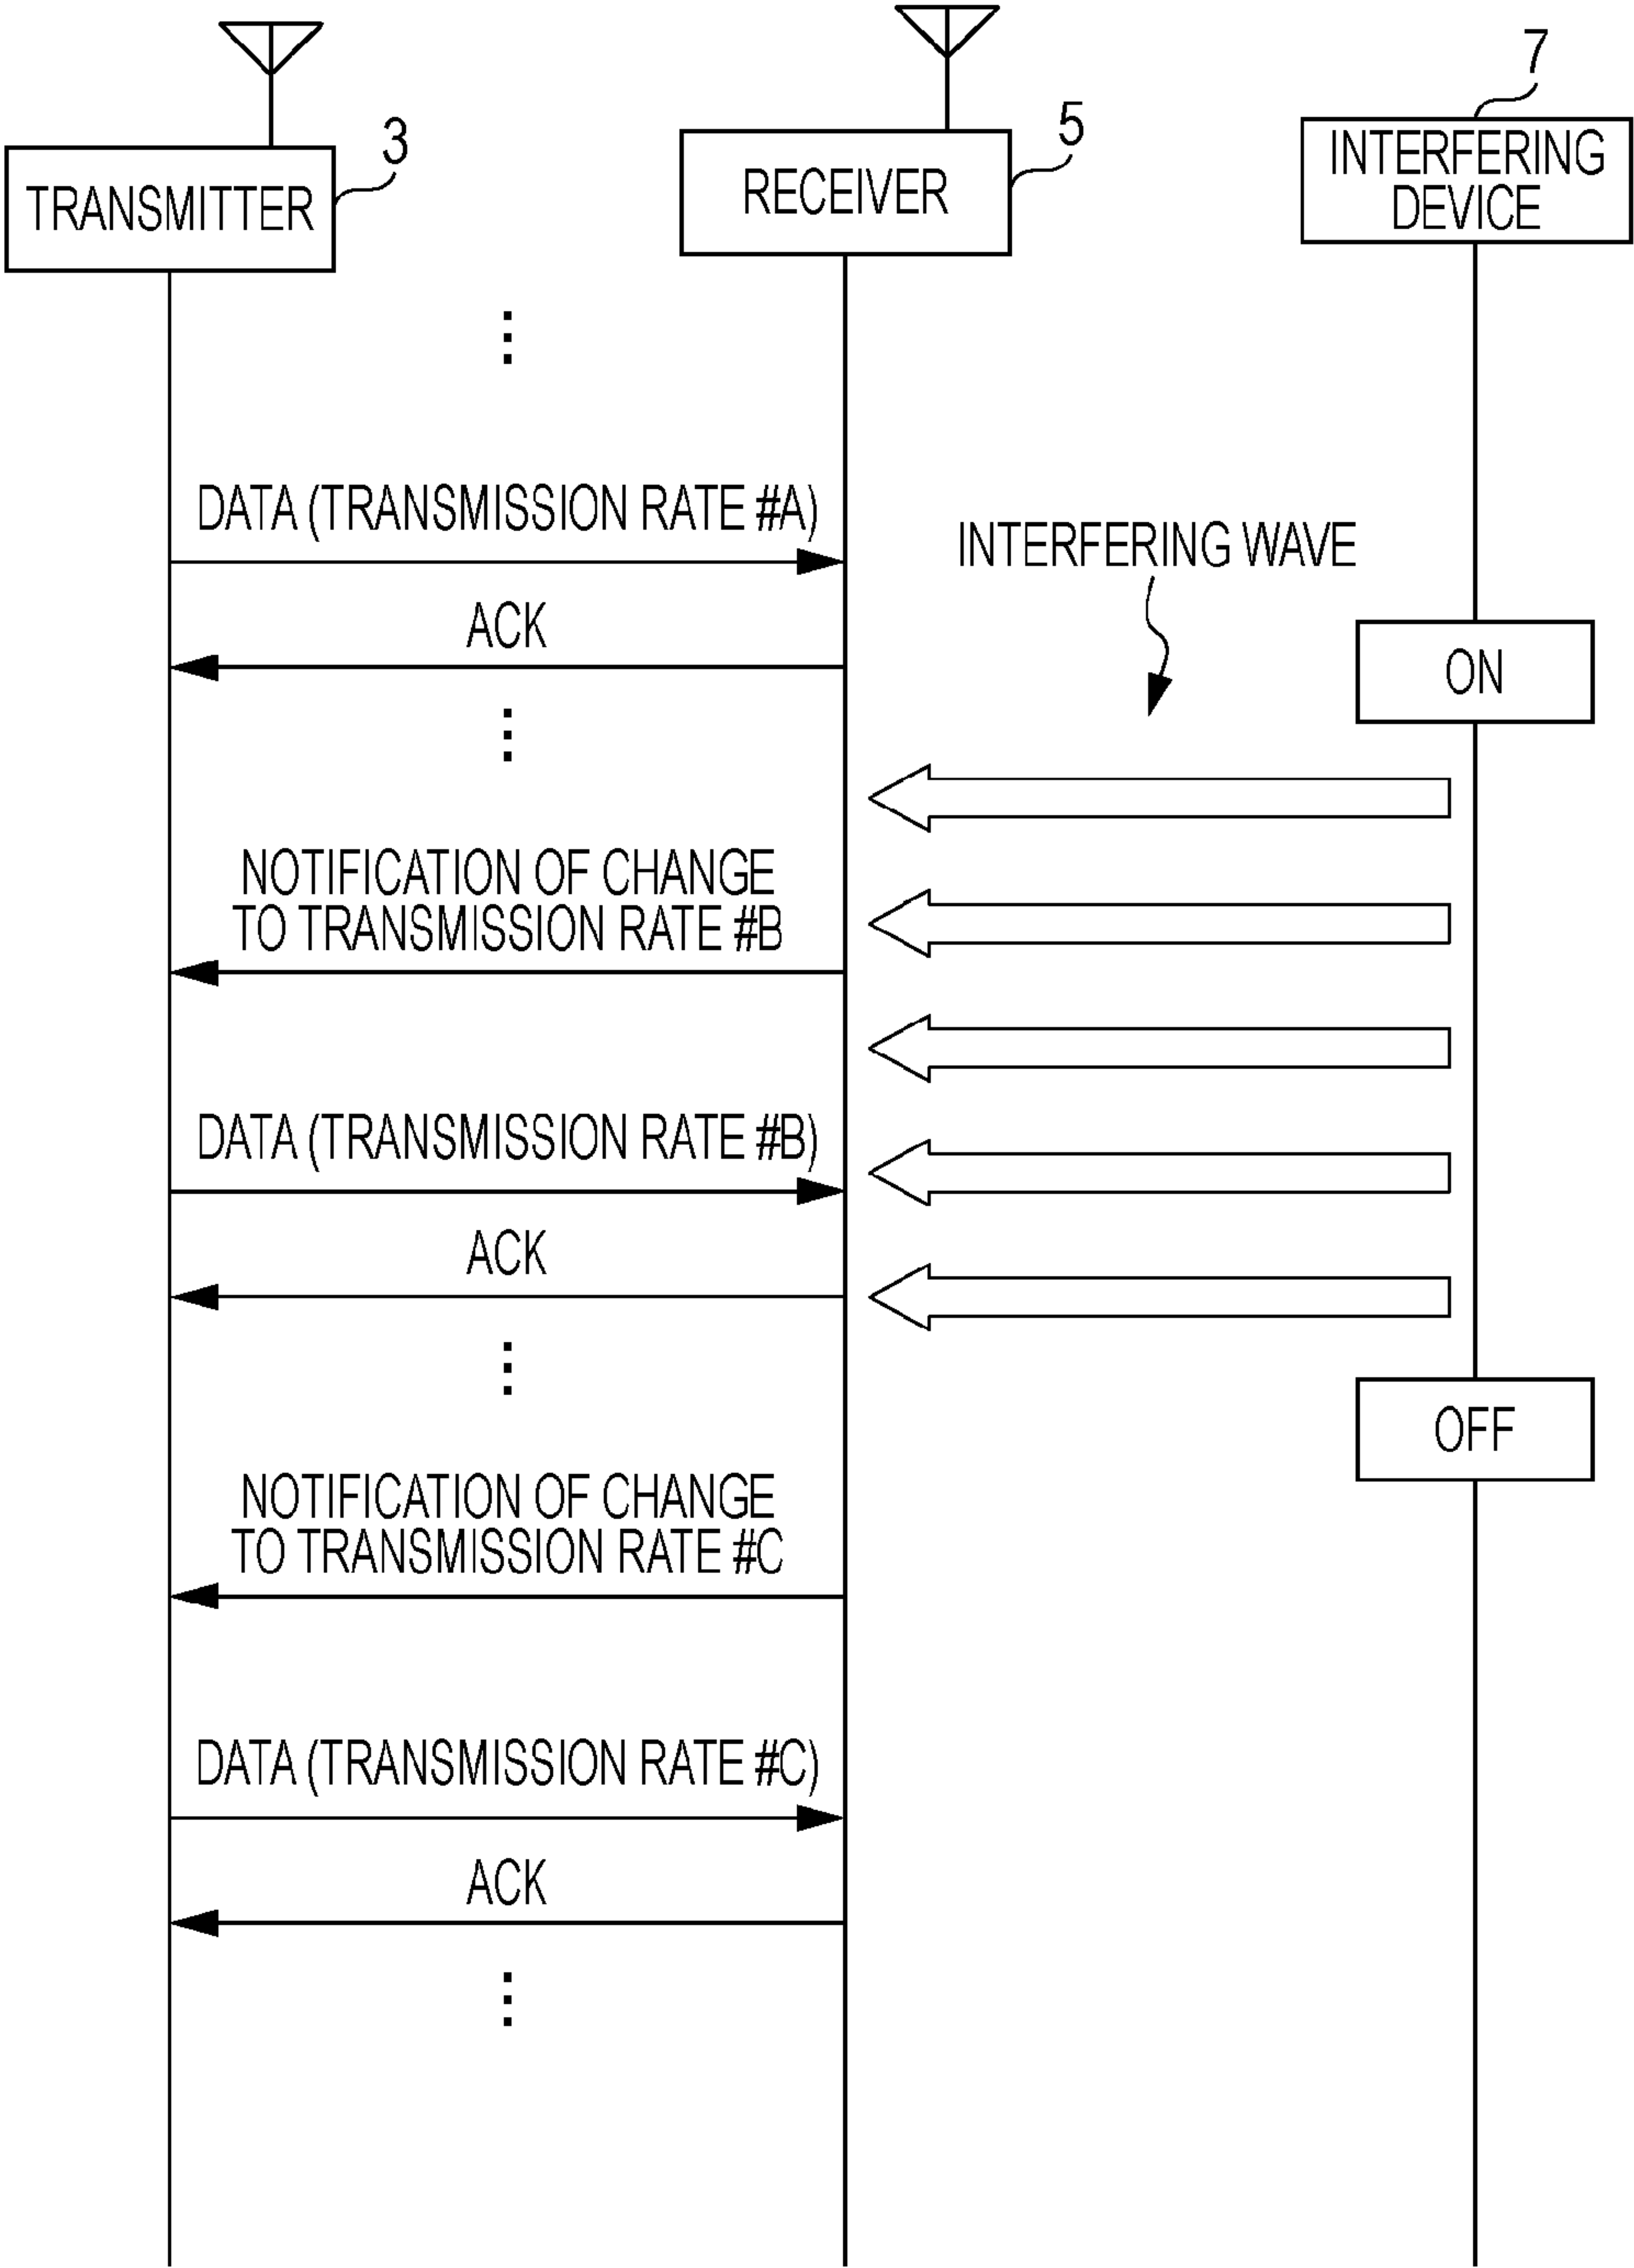 3
5
7
TRANSMITTER
RECEIVER
INTERFERING
DEVICE
DATA (TRANSMISSION RATE #A)
INTERFERING WAVE
ACK
ON
NOTIFICATION OF CHANGE
TO TRANSMISSION RATE #B
DATA (TRANSMISSION RATE #B)
ACK
OFF
NOTIFICATION OF CHANGE
TO TRANSMISSION RATE #C
DATA (TRANSMISSION RATE #C)
ACK